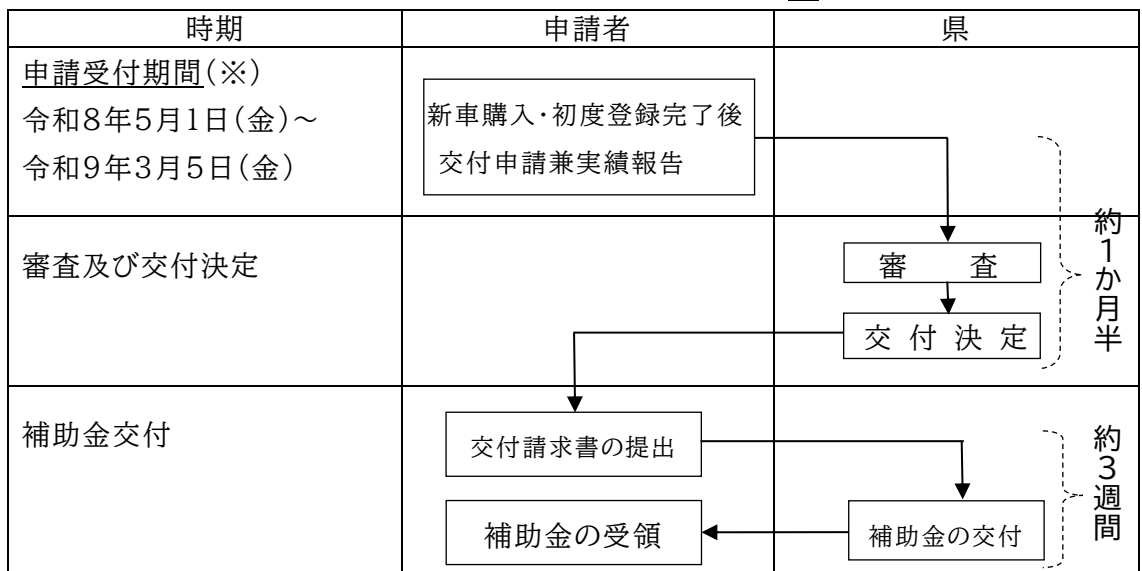 時期
申請者
県
申請受付期間(※)
令和8年5月1日(金)～
令和9年3月5日(金)
新車購入・初度登録完了後
交付申請兼実績報告
審査及び交付決定
審 査
交 付 決 定
約1か月半
補助金交付
交付請求書の提出
補助金の受領
補助金の交付
約3週間